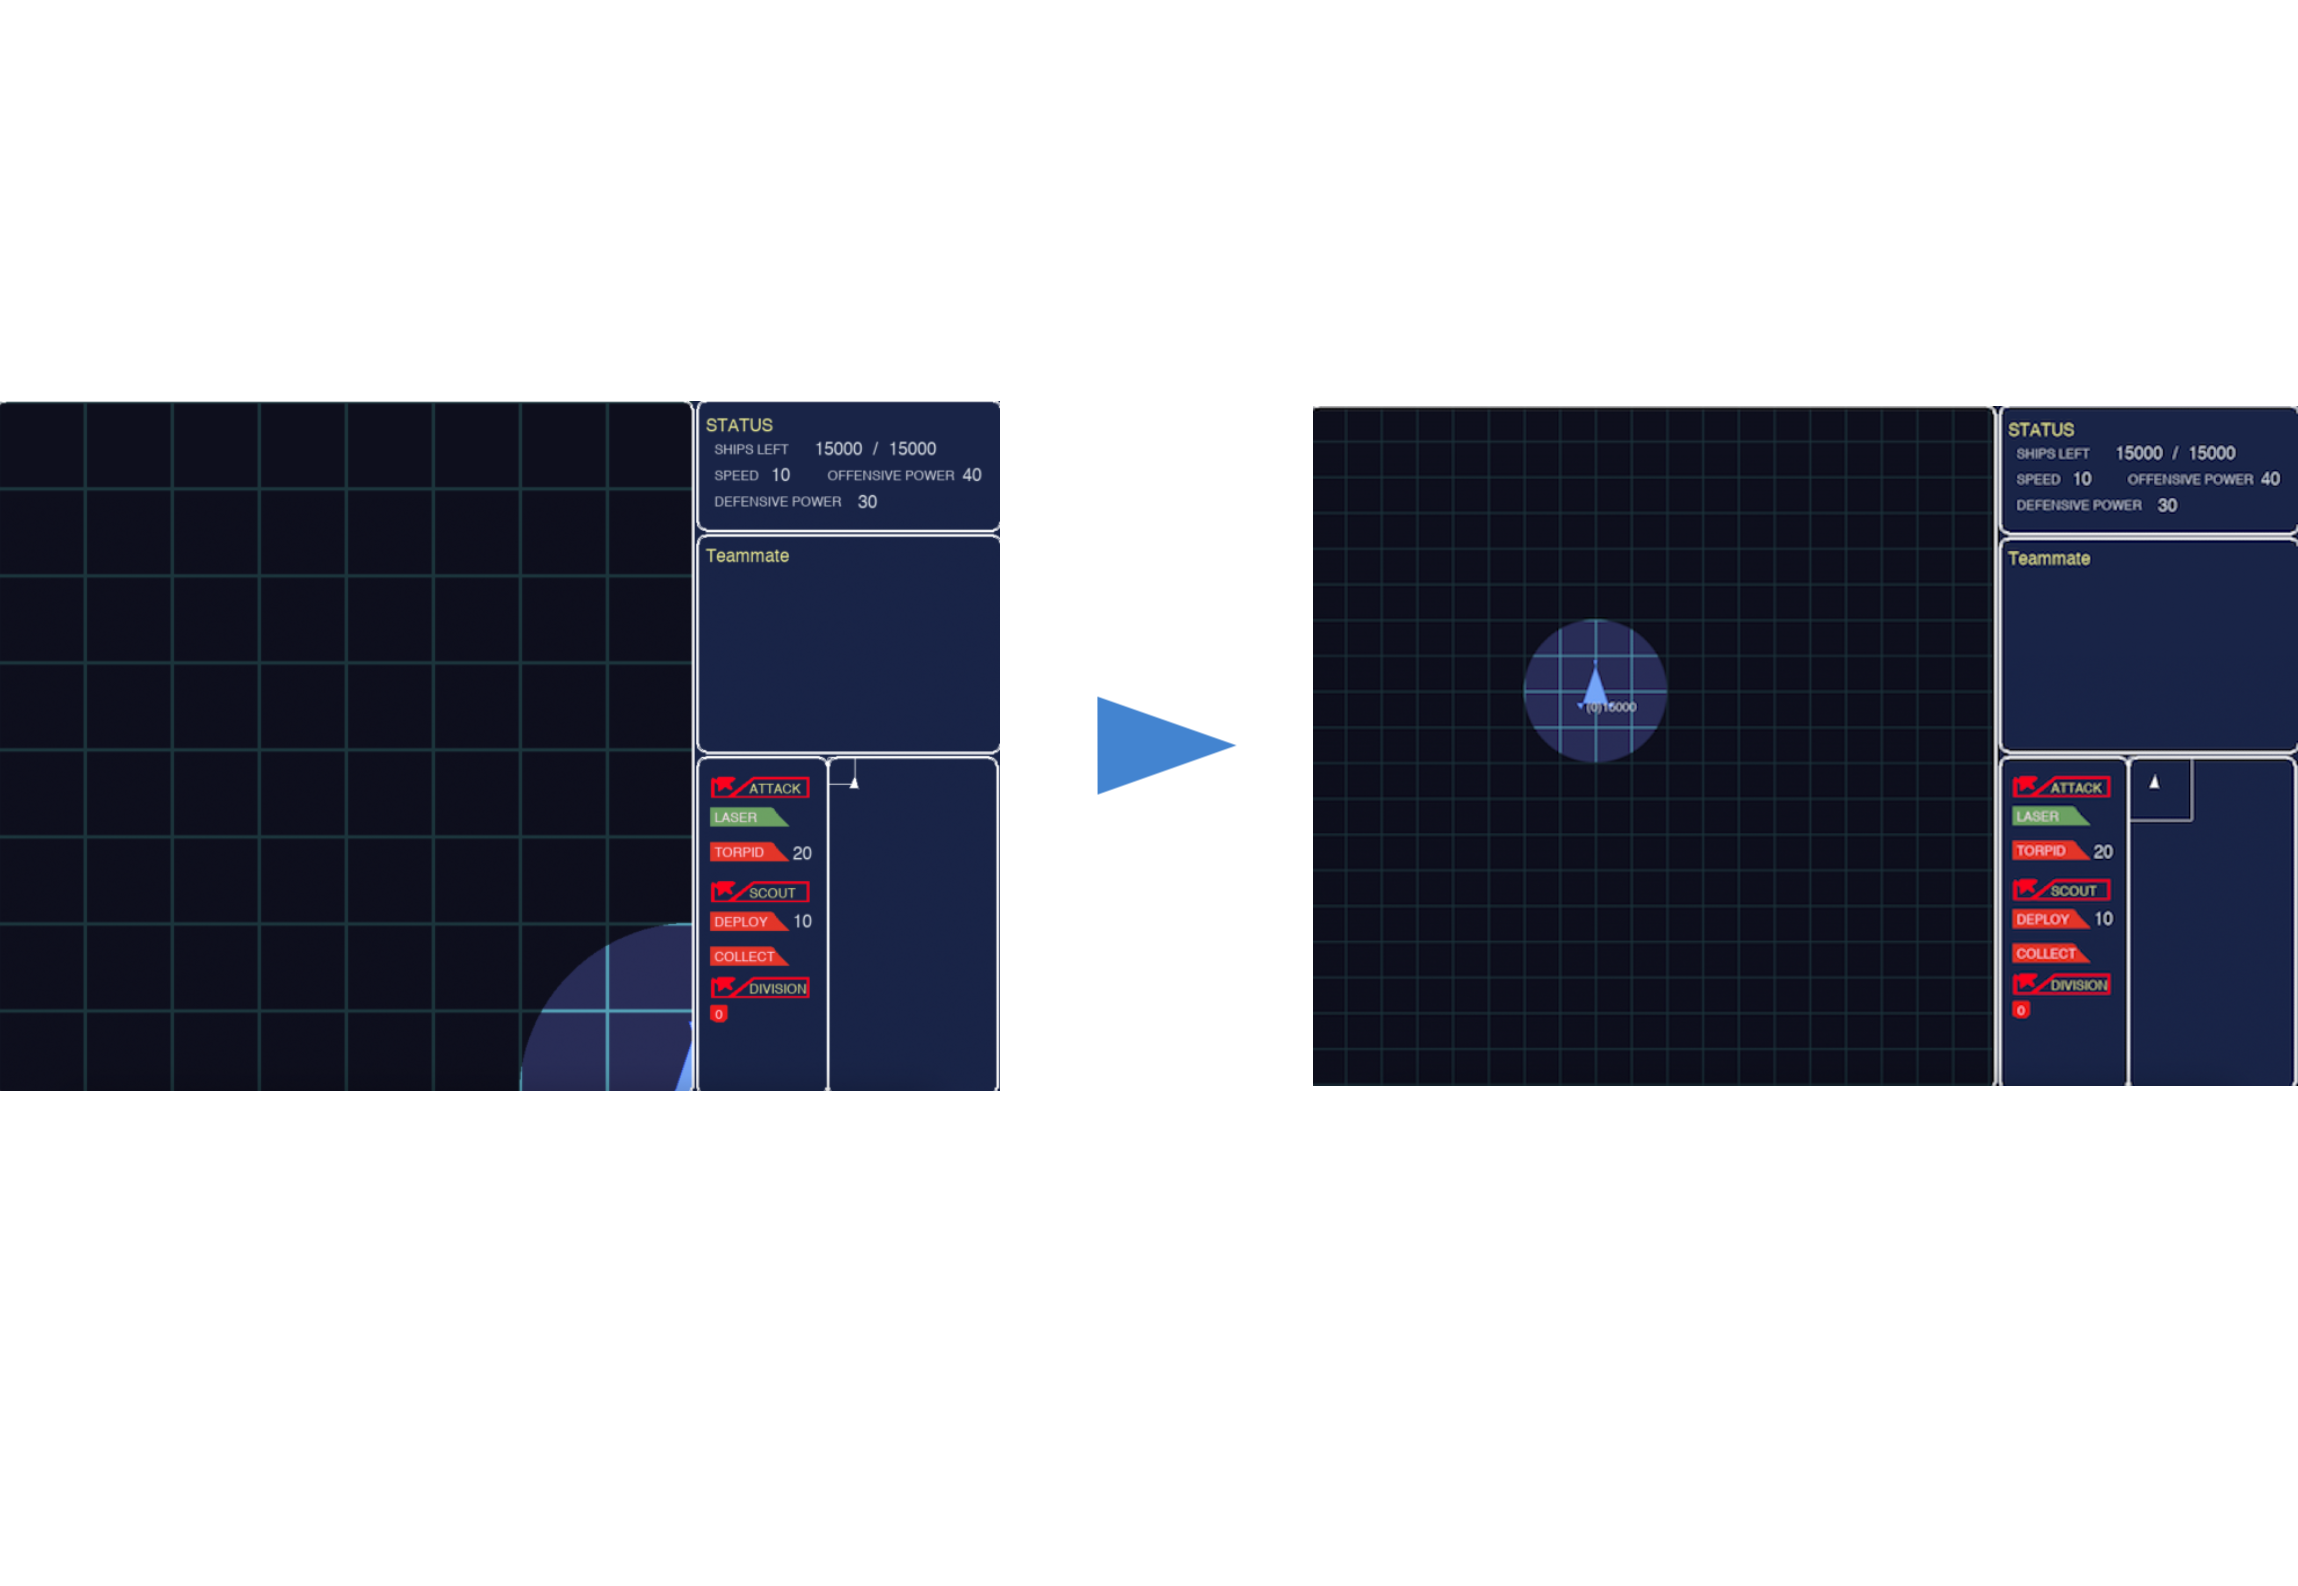 STATUS
SHIPS LEFT 15000 / 15000
SPEED 10 OFFENSIVE POWER 40
DEFENSIVE POWER 30
Teammate
ATTACK
LASER
TORPID 20
SCOUT
DEPLOY 10
COLLECT
DIVISION
0
(0)15000
STATUS
SHIPS LEFT 15000 / 15000
SPEED 10 OFFENSIVE POWER 40
DEFENSIVE POWER 30
Teammate
ATTACK
LASER
TORPID 20
SCOUT
DEPLOY 10
COLLECT
DIVISION
0